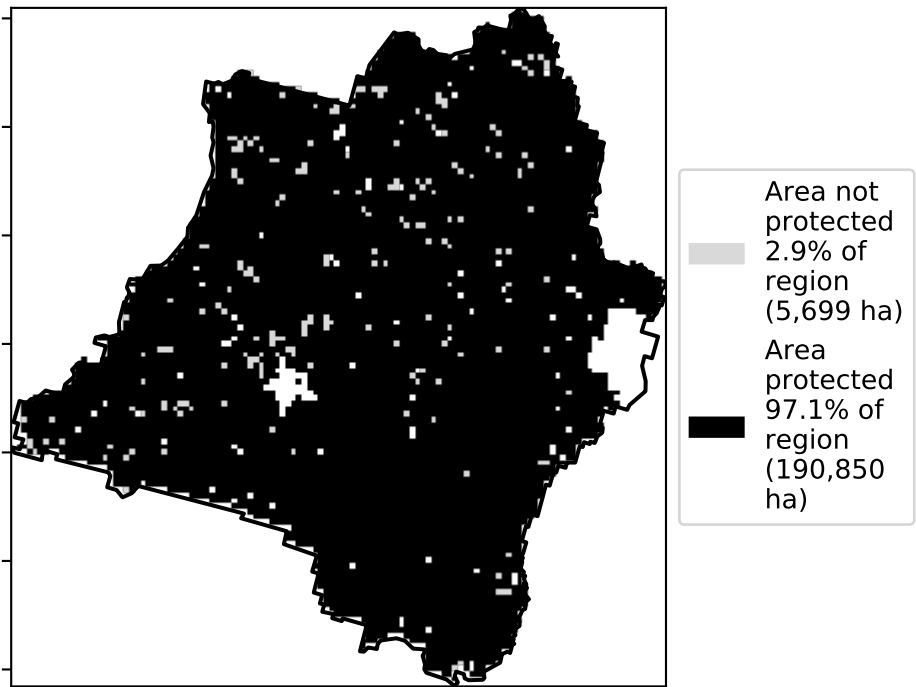 Area not
protected
2.9% of
region
(5,699 ha)
Area
protected
97.1% of
region
(190,850
ha)